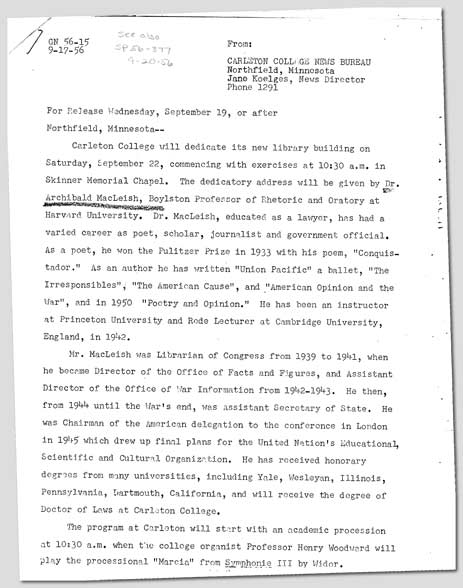 GN 56-15
9-17-56
See also
SP56-377
9-20-56
From:
CARLETON COLLEGE NEWS BUREAU
Northfield, Minnesota
Jane Koelges, News Director
Phone 1291
For Release Wednesday, September 19, or after
Northfield, Minnesota--
Carleton College will dedicate its new library building on
Saturday, September 22, commencing with exercises at 10:30 a.m. in
Skinner Memorial Chapel. The dedicatory address will be given by Dr.
Archibald MacLeish, Boylston Professor of Rhetoric and Oratory at
Harvard University. Dr. MacLeish, educated as a lawyer, has had a
varied career as poet, scholar, journalist and government official.
As a poet, he won the Pulitzer Prize in 1933 with his poem, "Conquis-
tador." As an author he has written "Union Pacific" a ballet, "The
Irresponsibles", "The American Cause", and "American Opinion and the
War", and in 1950 "Poetry and Opinion." He has been an instructor
at Princeton University and Rede Lecturer at Cambridge University,
England, in 1942.
Mr. MacLeish was Librarian of Congress from 1939 to 1941, when
he became Director of the Office of Facts and Figures, and Assistant
Director of the Office of War Information from 1942-1943. He then,
from 1944 until the War's end, was Assistant Secretary of State. He
was Chairman of the American delegation to the conference in London
in 1945 which drew up final plans for the United Nation's Educational,
Scientific and Cultural Organization. He has received honorary
degrees from many universities, including Yale, Wesleyan, Illinois,
Pennsylvania, Dartmouth, California, and will receive the degree of
Doctor of Laws at Carleton College.
The program at Carleton will start with an academic procession
at 10:30 a.m. when the college organist Professor Henry Woodward will
play the processional "Marcia" from Symphonie III by Widor.